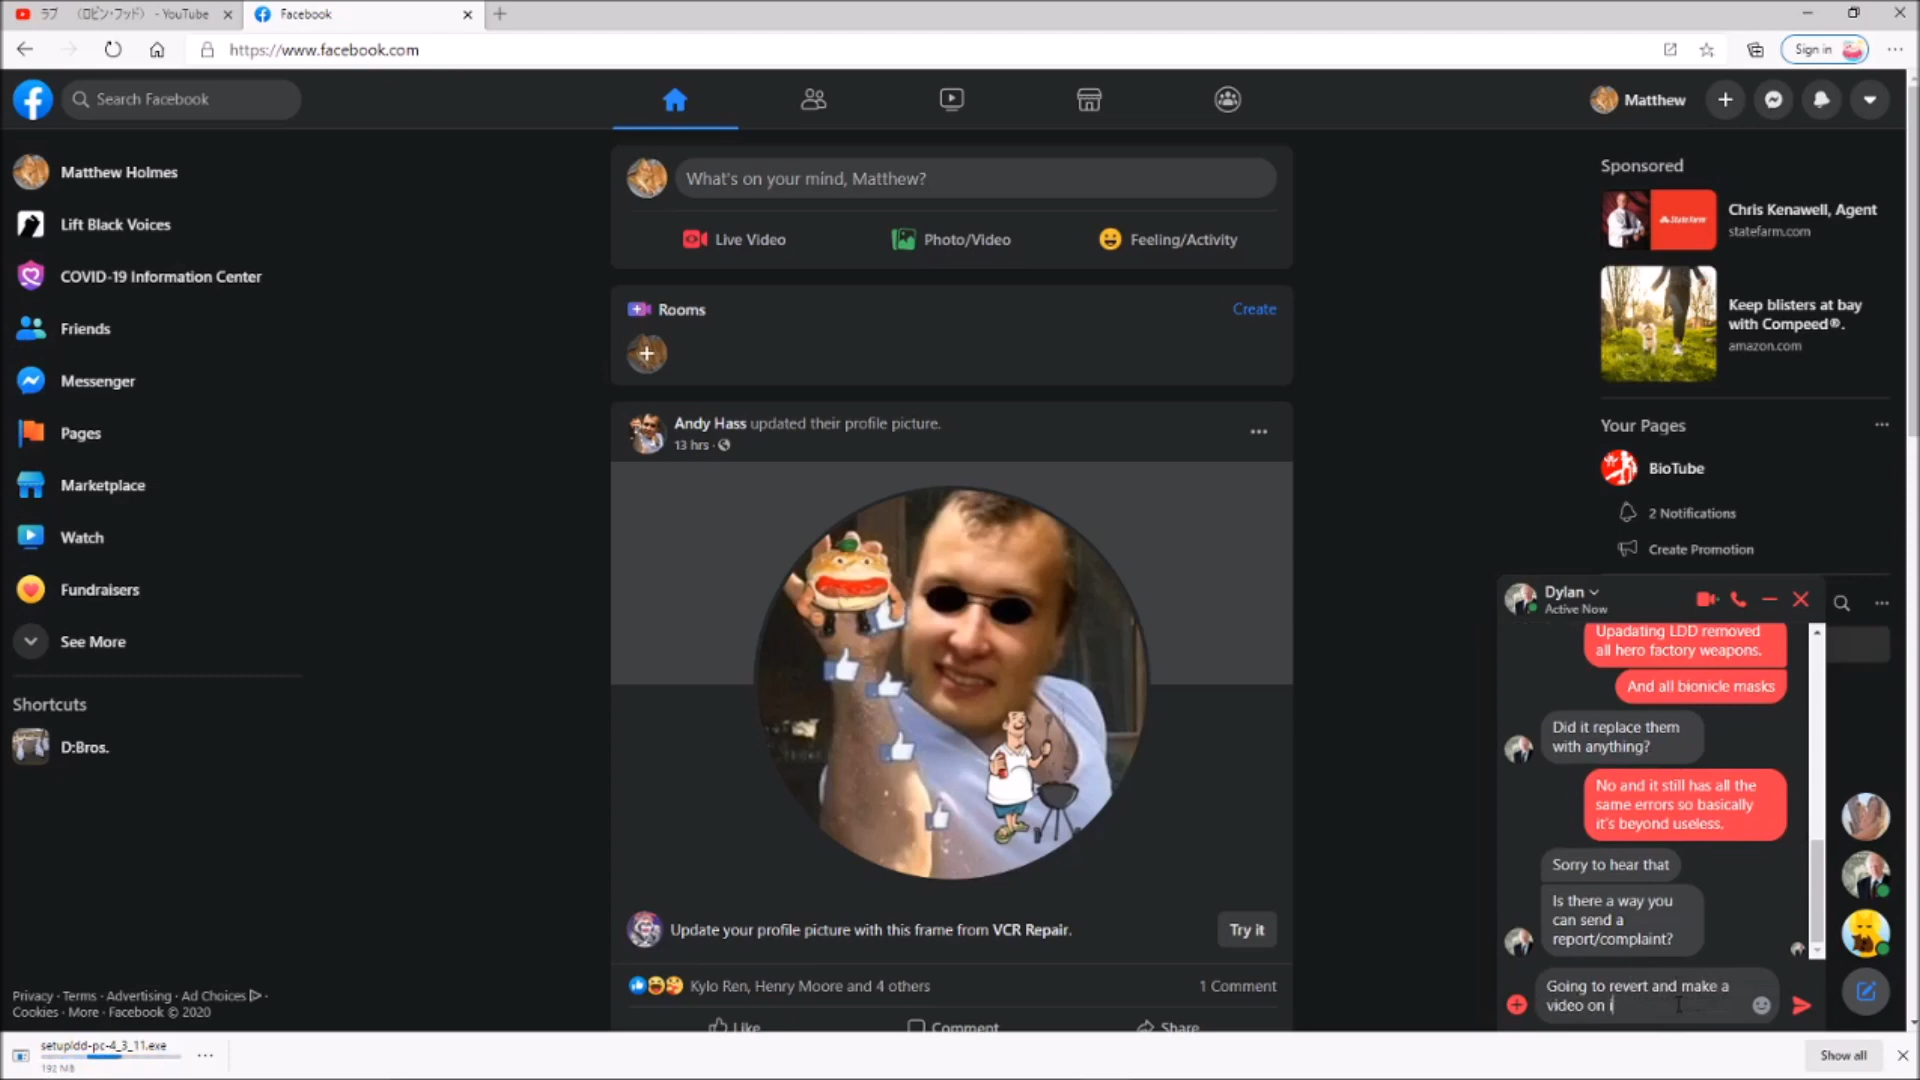 ラブ （ロビン・フッド） - YouTube
Facebook
https://www.facebook.com
Sign in
Search Facebook
Matthew
Matthew Holmes
Lift Black Voices
COVID-19 Information Center
Friends
Messenger
Pages
Marketplace
Watch
Fundraisers
See More
Shortcuts
D:Bros.
Privacy · Terms · Advertising · Ad Choices ·
Cookies · More · Facebook © 2020
What's on your mind, Matthew?
Live Video
Photo/Video
Feeling/Activity
Rooms
Create
Andy Hass updated their profile picture.
13 hrs ·
Update your profile picture with this frame from VCR Repair.
Try it
Kylo Ren, Henry Moore and 4 others
1 Comment
Like
Comment
Share
Sponsored
StateFarm
Chris Kenawell, Agent
statefarm.com
Keep blisters at bay
with Compeed®.
amazon.com
Your Pages
BioTube
2 Notifications
Create Promotion
Dylan
Active Now
Upadating LDD removed
all hero factory weapons.
And all bionicle masks
Did it replace them
with anything?
No and it still has all the
same errors so basically
it's beyond useless.
Sorry to hear that
Is there a way you
can send a
report/complaint?
Going to revert and make a
video on i
setupldd-pc-4_3_11.exe
192 MB
Show all